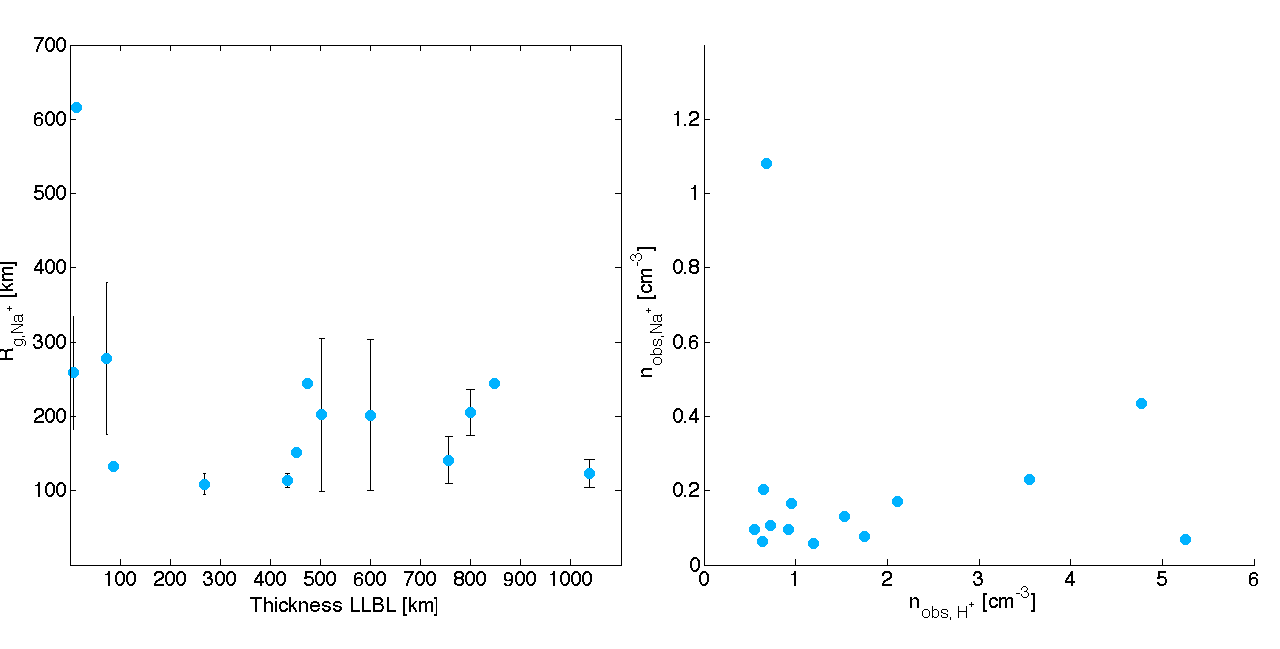 700
600
500
400
300
200
100
R_g,Na+ [km]
100 200 300 400 500 600 700 800 900 1000
Thickness LLBL [km]
1.2
1
0.8
0.6
0.4
0.2
0
n_obs,Na+ [cm^-3]
0 1 2 3 4 5 6
n_obs, H+ [cm^-3]